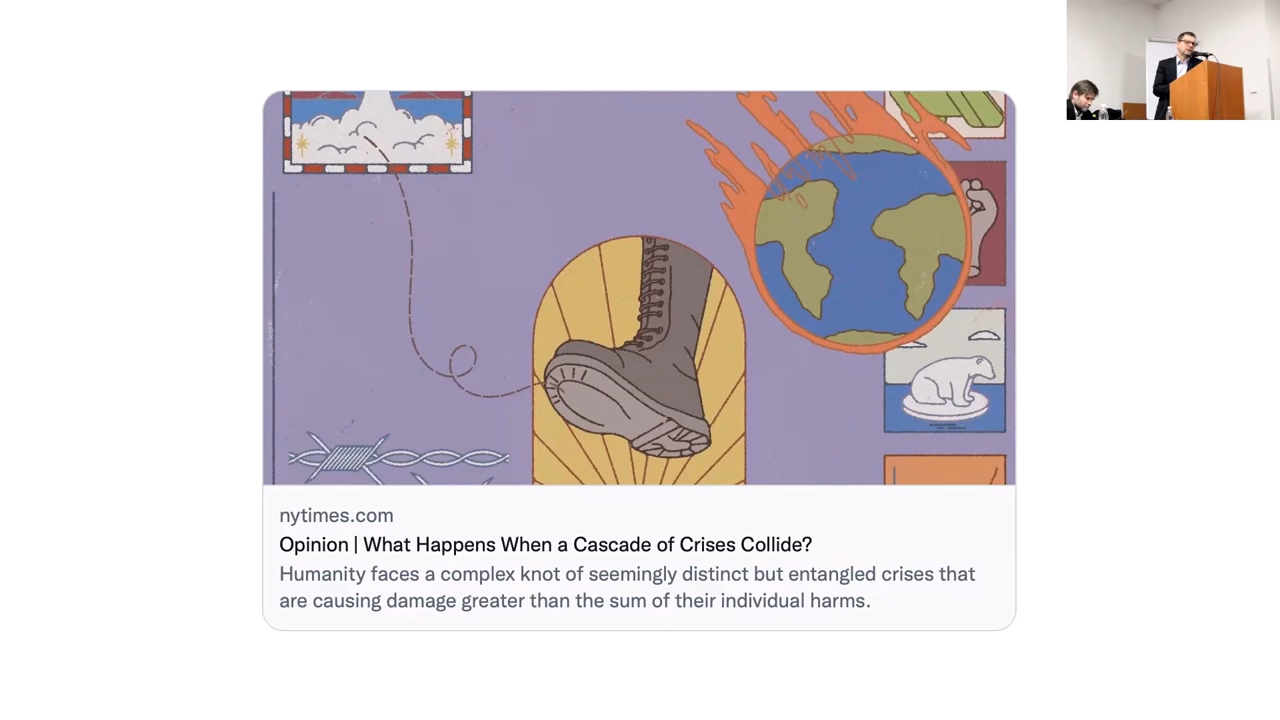 nytimes.com
Opinion | What Happens When a Cascade of Crises Collide?
Humanity faces a complex knot of seemingly distinct but entangled crises that
are causing damage greater than the sum of their individual harms.